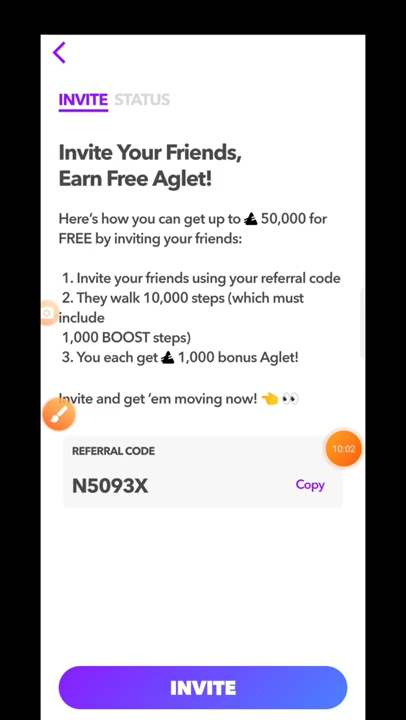 INVITE STATUS
Invite Your Friends,
Earn Free Aglet!
Here's how you can get up to 50,000 for
FREE by inviting your friends:
1. Invite your friends using your referral code
2. They walk 10,000 steps (which must
include
1,000 BOOST steps)
3. You each get 1,000 bonus Aglet!
Invite and get 'em moving now! 👈 👀
10:02
REFERRAL CODE
N5093X Copy
INVITE